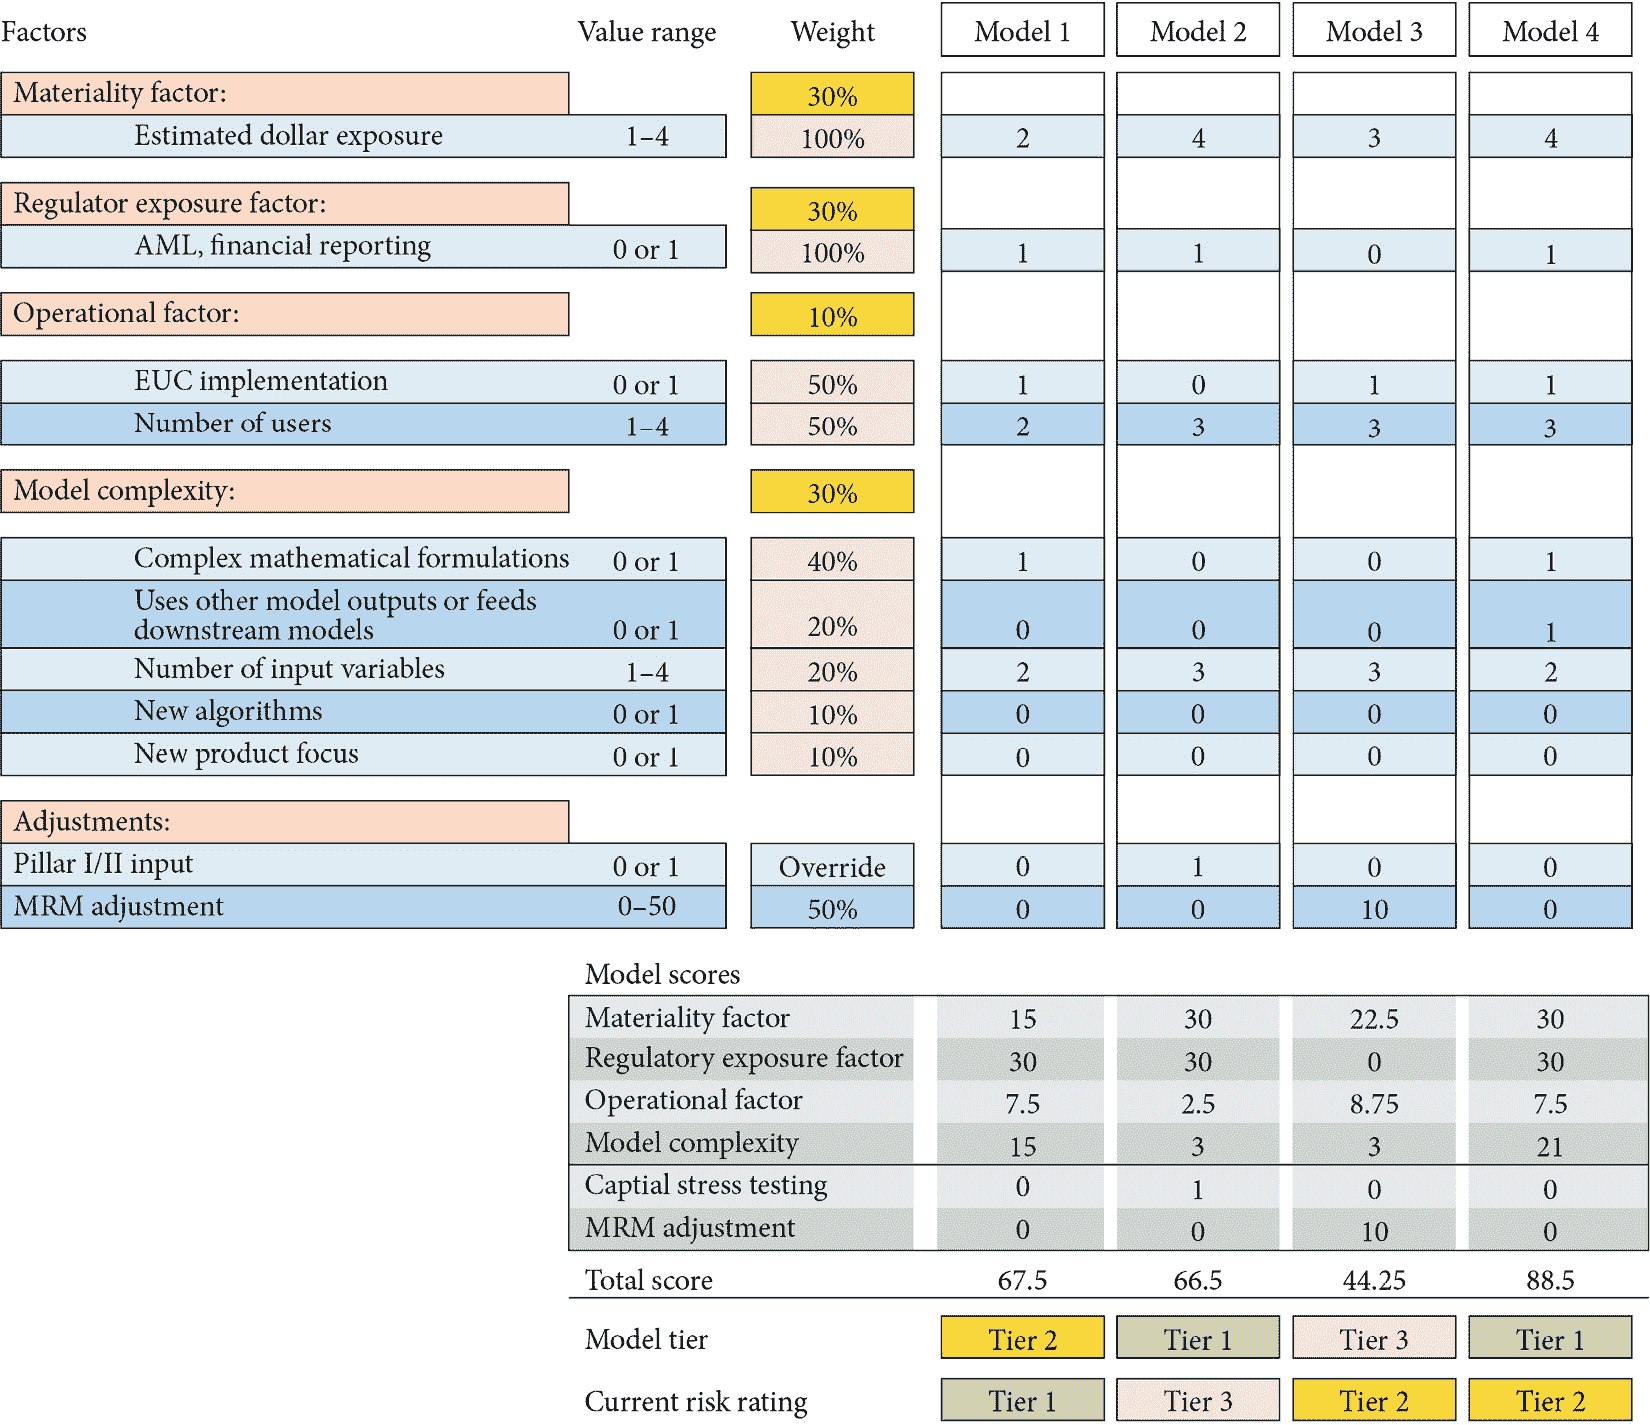 Factors Value range Weight Model 1 Model 2 Model 3 Model 4
Materiality factor: 30%
Estimated dollar exposure 1–4 100% 2 4 3 4
Regulator exposure factor: 30%
AML, financial reporting 0 or 1 100% 1 1 0 1
Operational factor: 10%
EUC implementation 0 or 1 50% 1 0 1 1
Number of users 1–4 50% 2 3 3 3
Model complexity: 30%
Complex mathematical formulations 0 or 1 40% 1 0 0 1
Uses other model outputs or feeds
downstream models 0 or 1 20% 0 0 0 1
Number of input variables 1–4 20% 2 3 3 2
New algorithms 0 or 1 10% 0 0 0 0
New product focus 0 or 1 10% 0 0 0 0
Adjustments:
Pillar I/II input 0 or 1 Override 0 1 0 0
MRM adjustment 0–50 50% 0 0 10 0
Model scores
Materiality factor 15 30 22.5 30
Regulatory exposure factor 30 30 0 30
Operational factor 7.5 2.5 8.75 7.5
Model complexity 15 3 3 21
Captial stress testing 0 1 0 0
MRM adjustment 0 0 10 0
Total score 67.5 66.5 44.25 88.5
Model tier Tier 2 Tier 1 Tier 3 Tier 1
Current risk rating Tier 1 Tier 3 Tier 2 Tier 2